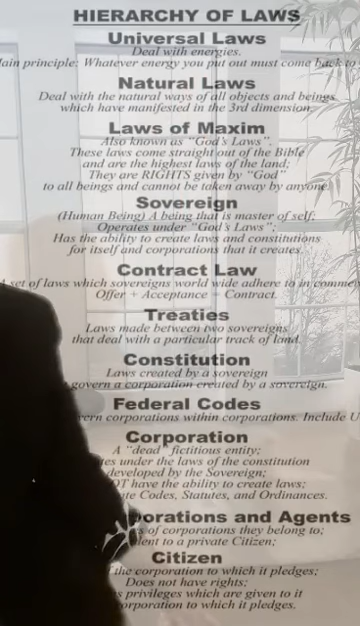 HIERARCHY OF LAWS
Universal Laws
Deal with energies.
Main principle: Whatever energy you put out must come back to
Natural Laws
Deal with the natural ways of all objects and beings
which have manifested in the 3rd dimension.
Laws of Maxim
Also known as "God's Laws".
These laws come straight out of the Bible
and are the highest laws of the land;
They are RIGHTS given by "God"
to all beings and cannot be taken away by anyone.
Sovereign
(Human Being) A being that is master of self;
Operates under "God's Laws";
Has the ability to create laws and constitutions
for itself and corporations that it creates.
Contract Law
set of laws which sovereigns world wide adhere to in
Offer + Acceptance = Contract.
Treaties
Laws made between two sovereigns
that deal with a particular track of land.
Constitution
Laws created by a sovereign
govern a corporation created by a sovereign.
Federal Codes
corporations within corporations. Include
Corporation
A "dead" fictitious entity;
under the laws of the constitution
developed by the Sovereign;
have the ability to create laws;
Codes, Statutes, and Ordinances.
and Agents
of corporations they belong to;
to a private Citizen;
Citizen
the corporation to which it pledges;
Does not have rights;
privileges which are given to it
corporation to which it pledges.